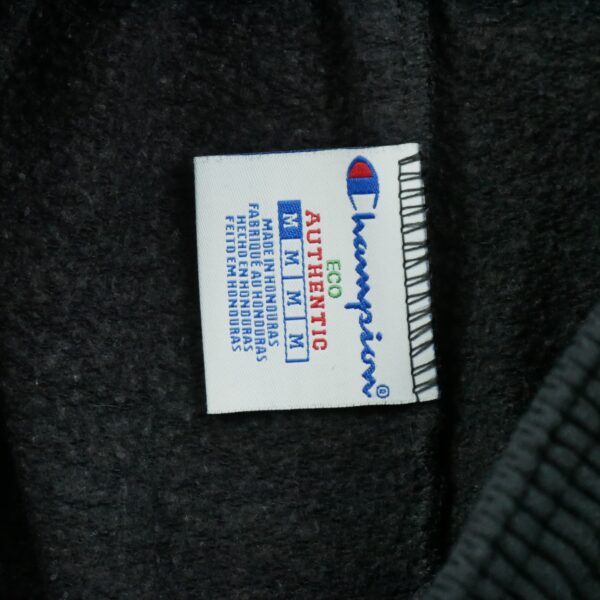 Champion®
ECO
AUTHENTIC
M M M M
MADE IN HONDURAS
FABRIQUÉ AU HONDURAS
HECHO EN HONDURAS
FEITO EM HONDURAS